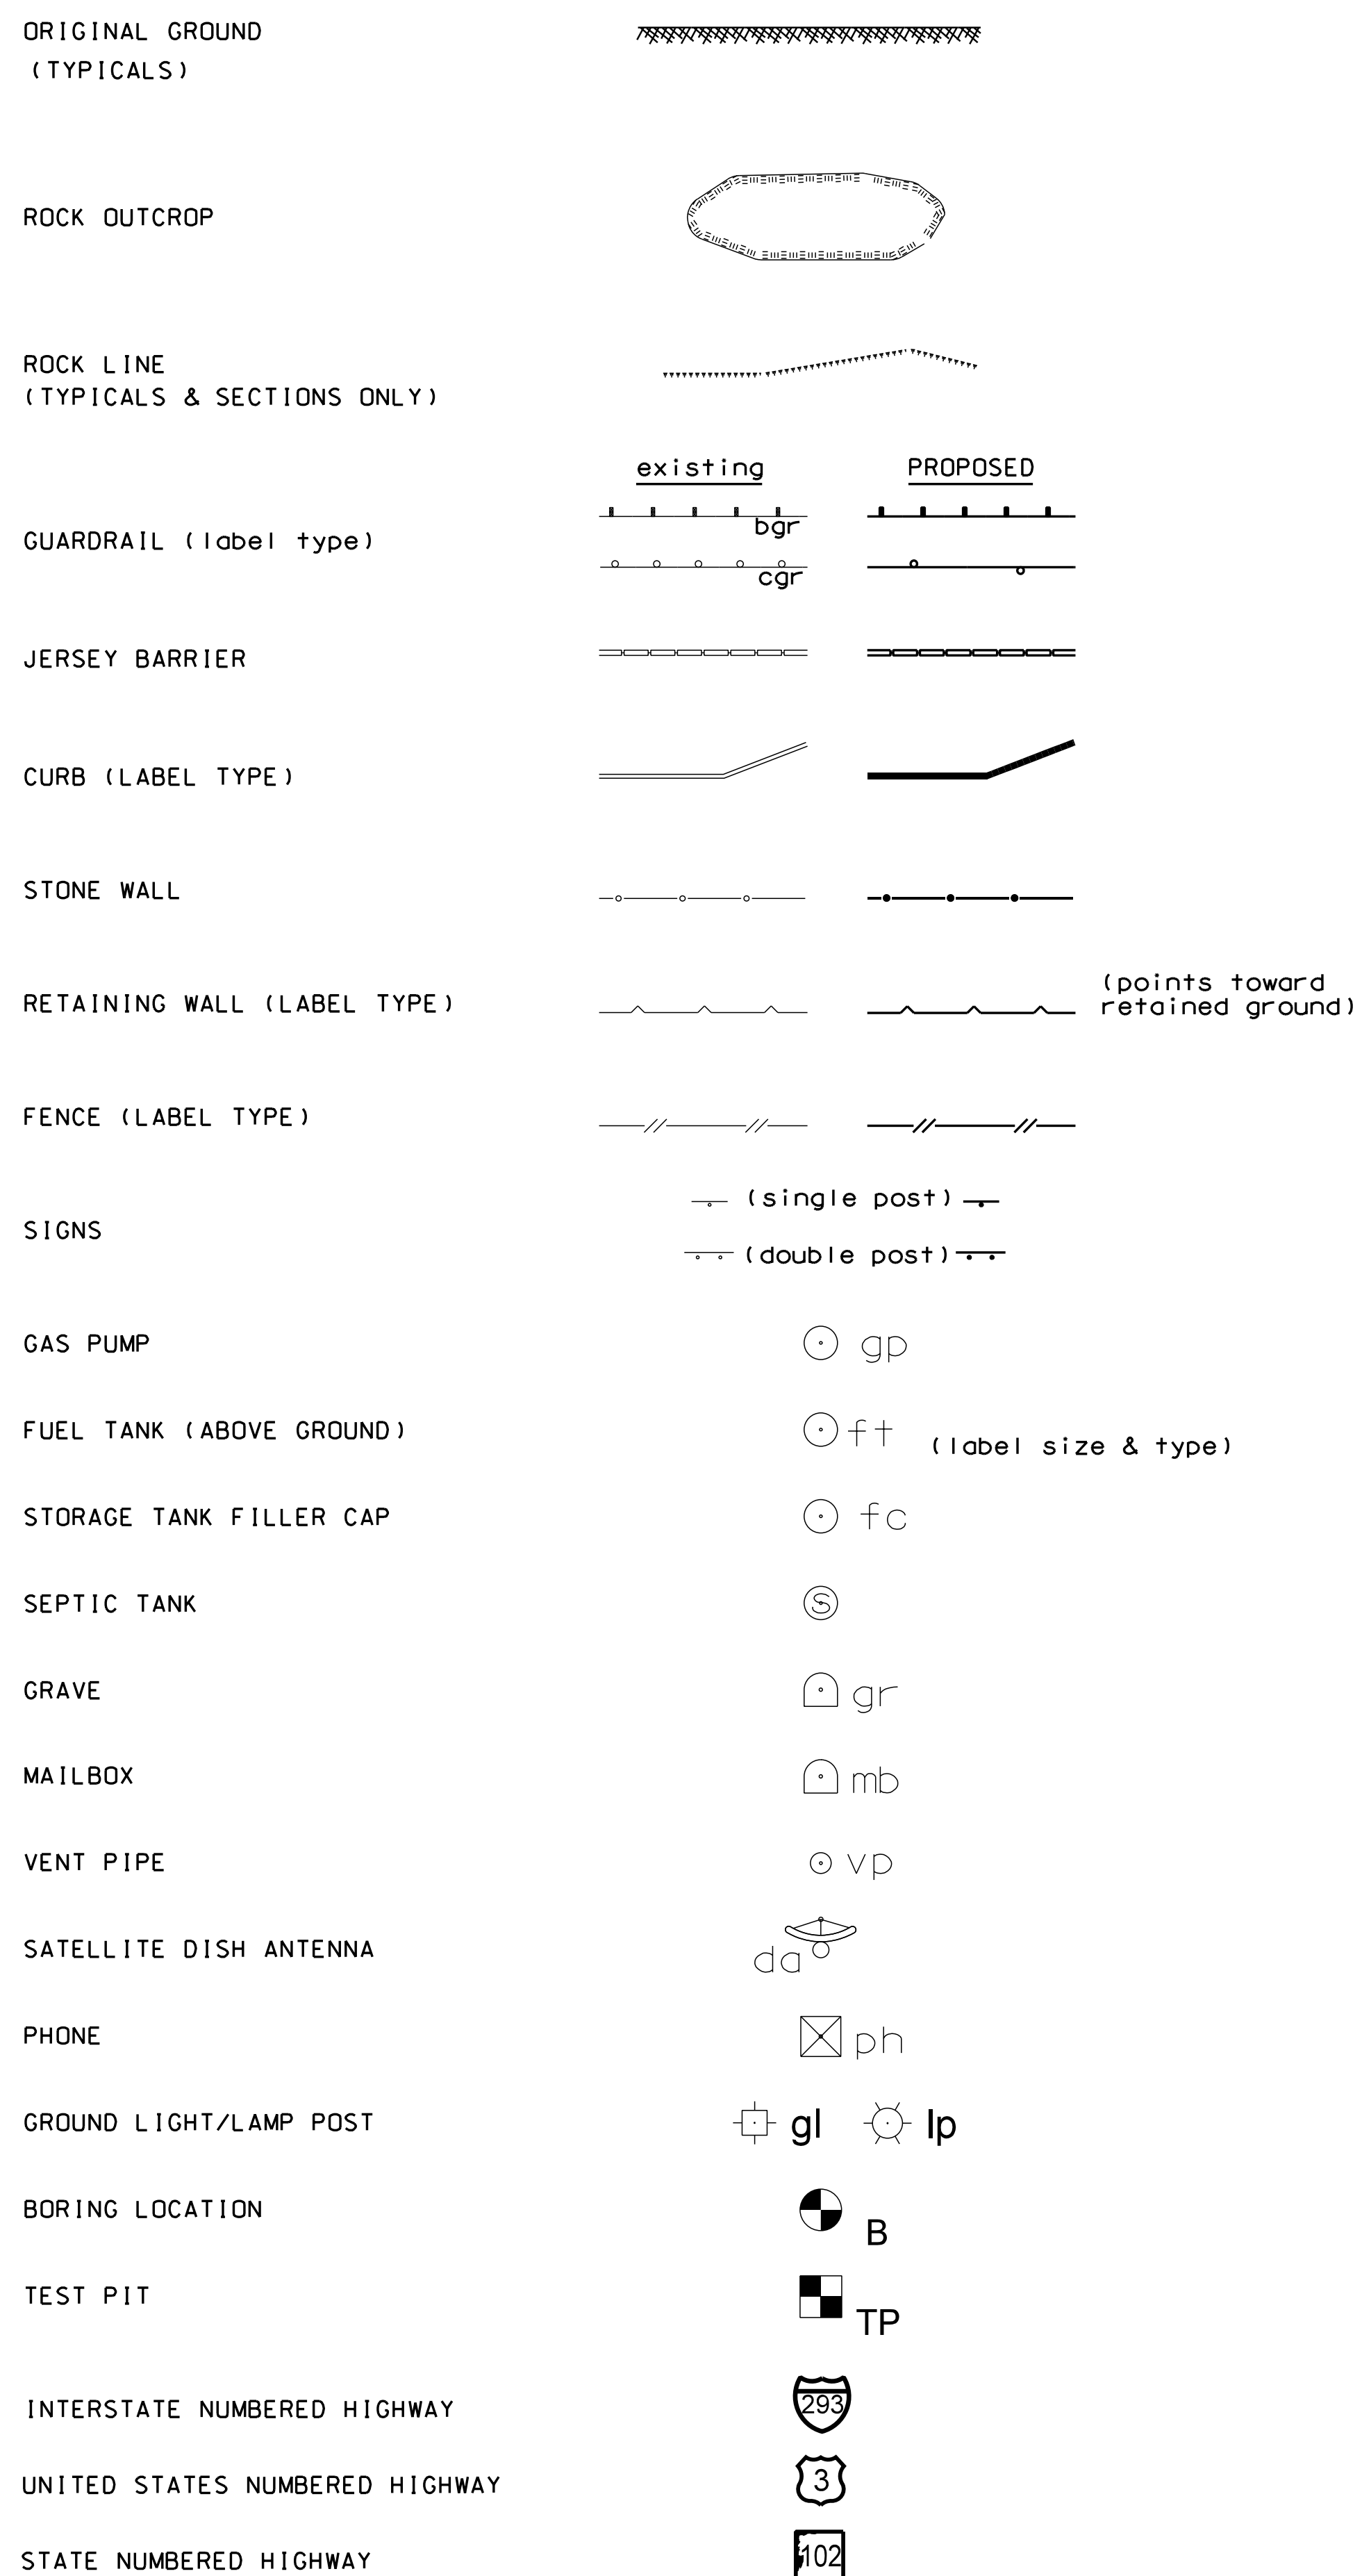 ORIGINAL GROUND
(TYPICALS)
ROCK OUTCROP
ROCK LINE
(TYPICALS & SECTIONS ONLY)
existing PROPOSED
bgr
GUARDRAIL (label type)
cgr
JERSEY BARRIER
CURB (LABEL TYPE)
STONE WALL
RETAINING WALL (LABEL TYPE)
(points toward
retained ground)
FENCE (LABEL TYPE)
(single post)
SIGNS
(double post)
GAS PUMP gp
FUEL TANK (ABOVE GROUND) ft (label size & type)
STORAGE TANK FILLER CAP fc
SEPTIC TANK S
GRAVE gr
MAILBOX mb
VENT PIPE vp
SATELLITE DISH ANTENNA da
PHONE ph
GROUND LIGHT/LAMP POST gl lp
BORING LOCATION B
TEST PIT TP
INTERSTATE NUMBERED HIGHWAY 293
UNITED STATES NUMBERED HIGHWAY 3
STATE NUMBERED HIGHWAY 102